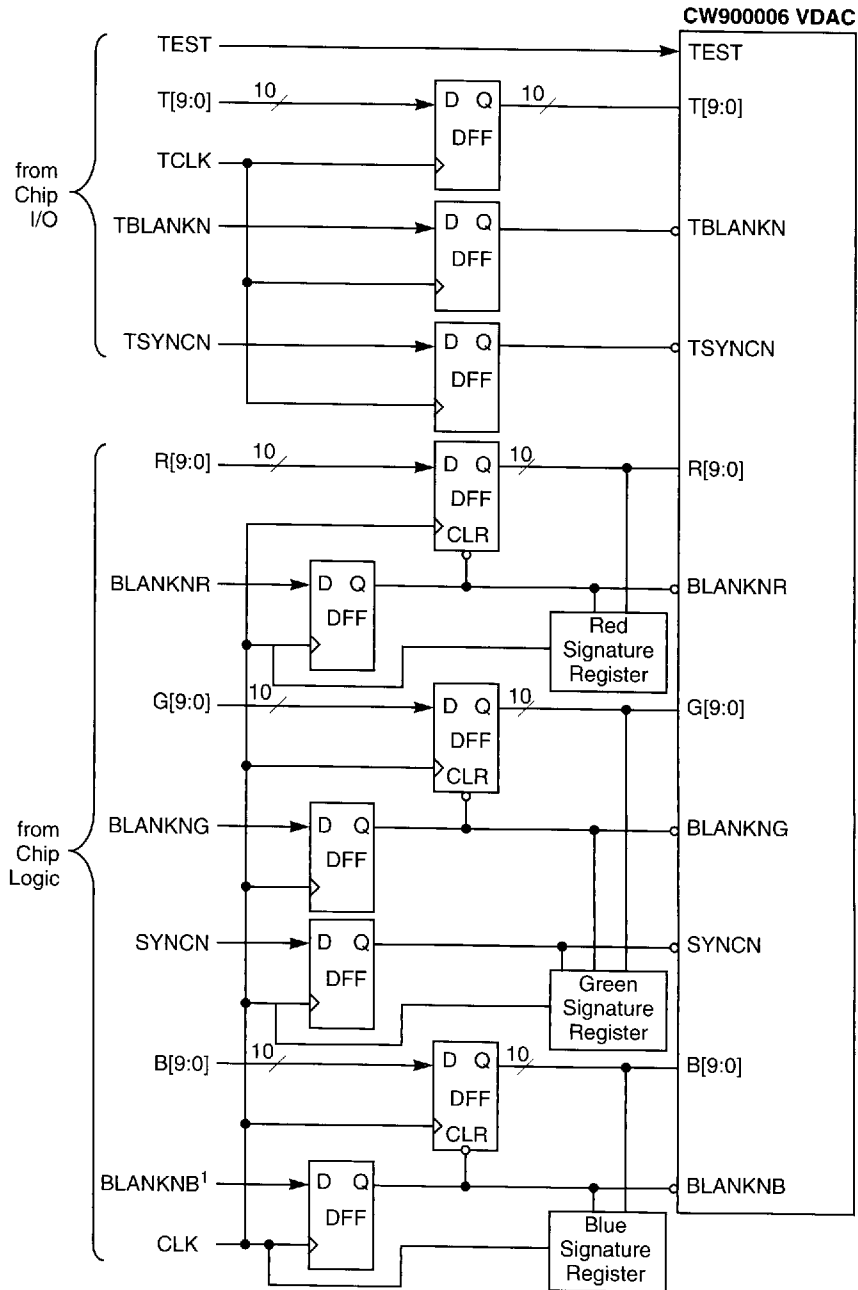 CW900006 VDAC
TEST
TEST
T[9:0]
10
D Q
DFF
10
T[9:0]
TCLK
from
Chip
I/O
TBLANKN
D Q
DFF
TBLANKN
TSYNCN
D Q
DFF
TSYNCN
R[9:0]
10
D Q
DFF
CLR
10
R[9:0]
BLANKNR
D Q
DFF
BLANKNR
Red
Signature
Register
G[9:0]
10
D Q
DFF
CLR
10
G[9:0]
from
Chip
Logic
BLANKNG
D Q
DFF
BLANKNG
SYNCN
D Q
DFF
SYNCN
Green
Signature
Register
B[9:0]
10
D Q
DFF
CLR
10
B[9:0]
BLANKNB¹
D Q
DFF
BLANKNB
CLK
Blue
Signature
Register